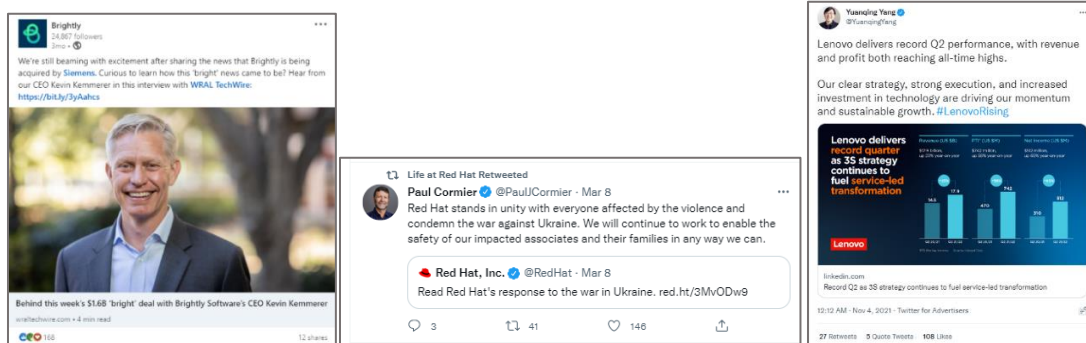 Brightly
24,867 followers
3mo •
We're still beaming with excitement after sharing the news that Brightly is being
acquired by Siemens. Curious to learn how this 'bright' news came to be? Hear from
our CEO Kevin Kemmerer in this interview with WRAL TechWire:
https://bit.ly/3yAahcs
Behind this week's $1.6B 'bright' deal with Brightly Software's CEO Kevin Kemmerer
wraltechwire.com • 4 min read
168
12 shares
Life at Red Hat Retweeted
Paul Cormier @PaulJCormier · Mar 8
Red Hat stands in unity with everyone affected by the violence and
condemn the war against Ukraine. We will continue to work to enable the
safety of our impacted associates and their families in any way we can.
Red Hat, Inc. @RedHat · Mar 8
Read Red Hat's response to the war in Ukraine. red.ht/3MvODw9
3 41 146
Yuanqing Yang
@YuanqingYang
Lenovo delivers record Q2 performance, with revenue
and profit both reaching all-time highs.
Our clear strategy, strong execution, and increased
investment in technology are driving our momentum
and sustainable growth. #LenovoRising
Lenovo delivers
record quarter
as 3S strategy
continues to
fuel service-led
transformation
Lenovo
linkedin.com
Record Q2 as 3S strategy continues to fuel service-led transformation
12:12 AM · Nov 4, 2021 · Twitter for Advertisers
27 Retweets 5 Quote Tweets 108 Likes